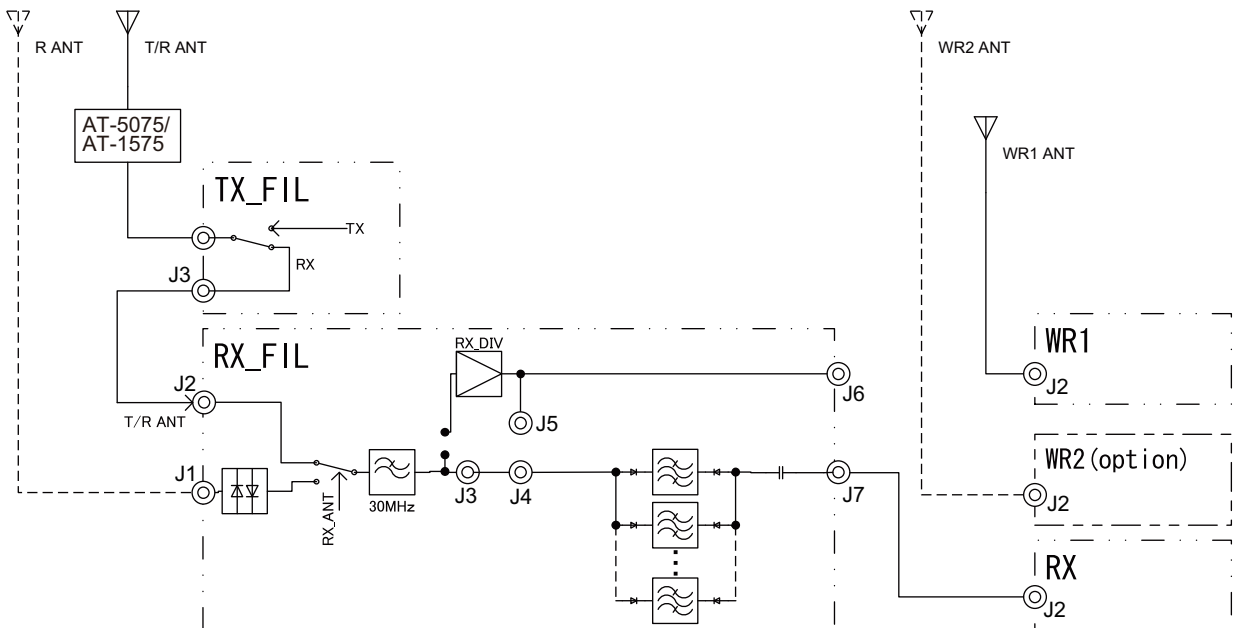 R ANT
T/R ANT
WR2 ANT
AT-5075/
AT-1575
WR1 ANT
TX_FIL
TX
RX
J3
RX_FIL
RX_DIV
WR1
J2
J2
T/R ANT
J6
J5
J1
RX_ANT
30MHz
J3
J4
J7
WR2(option)
J2
RX
J2